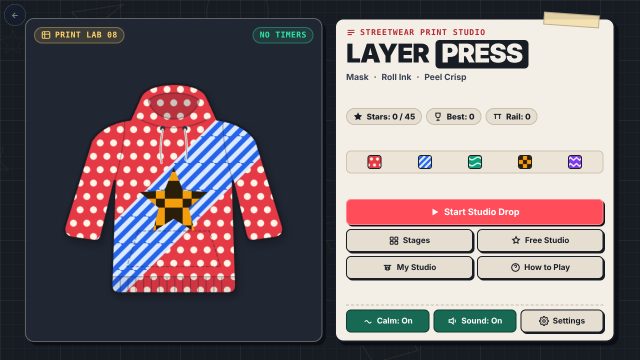 PRINT LAB 08
NO TIMERS
STREETWEAR PRINT STUDIO
LAYER PRESS
Mask · Roll Ink · Peel Crisp
Stars: 0 / 45
Best: 0
TT Rail: 0
Start Studio Drop
Stages
Free Studio
My Studio
How to Play
Calm: On
Sound: On
Settings